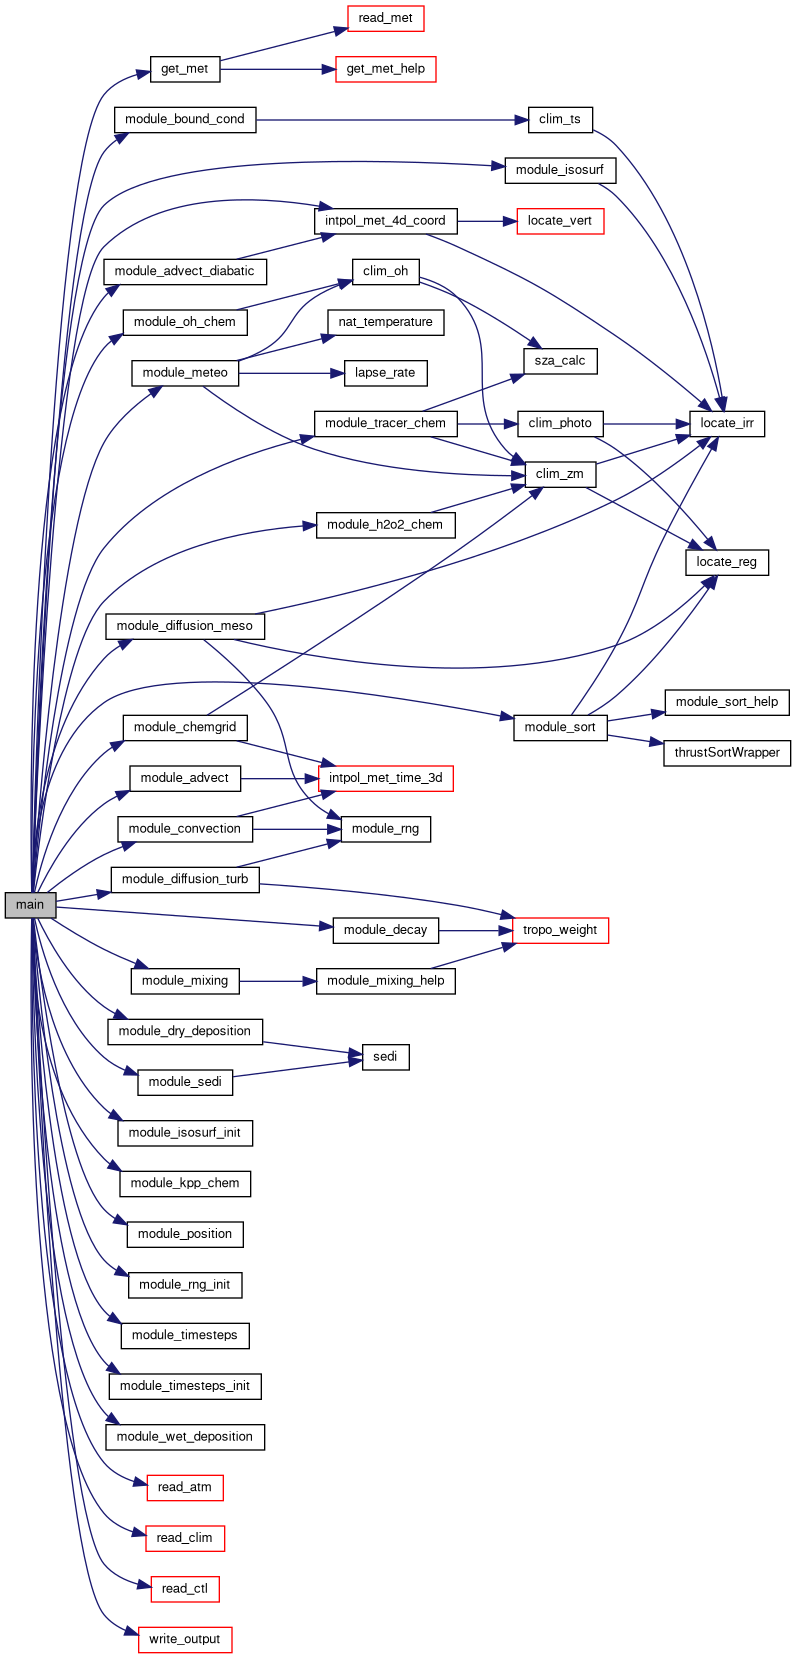 read_met
get_met
get_met_help
module_bound_cond
clim_ts
module_isosurf
intpol_met_4d_coord
locate_vert
module_advect_diabatic
clim_oh
module_oh_chem
nat_temperature
sza_calc
module_meteo
lapse_rate
module_tracer_chem
clim_photo
locate_irr
clim_zm
module_h2o2_chem
locate_reg
module_diffusion_meso
module_sort_help
module_chemgrid
module_sort
thrustSortWrapper
module_advect
intpol_met_time_3d
module_convection
module_rng
module_diffusion_turb
main
module_decay
tropo_weight
module_mixing
module_mixing_help
module_dry_deposition
sedi
module_sedi
module_isosurf_init
module_kpp_chem
module_position
module_rng_init
module_timesteps
module_timesteps_init
module_wet_deposition
read_atm
read_clim
read_ctl
write_output